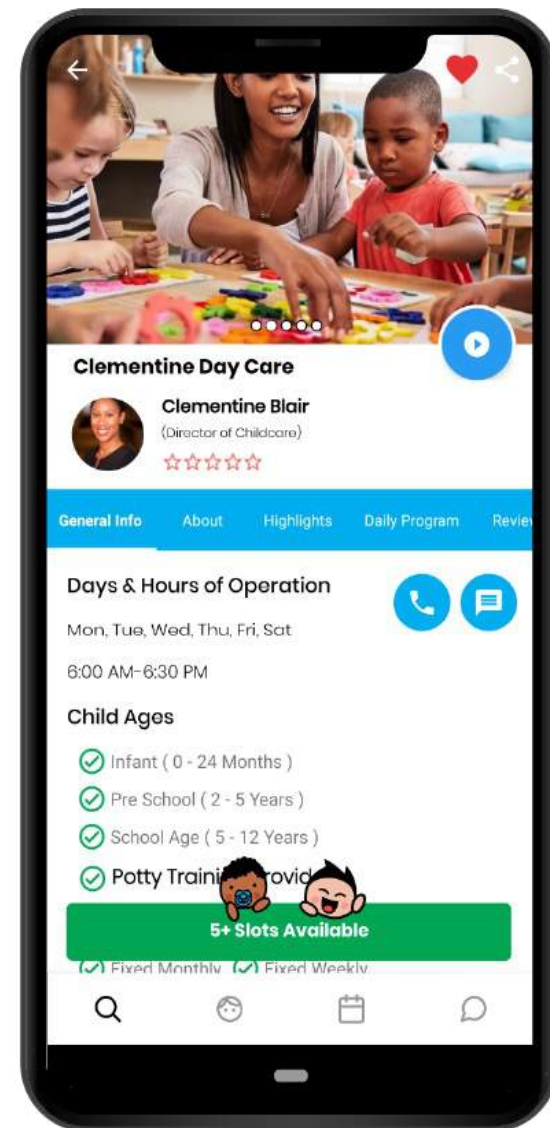 Clementine Day Care
Clementine Blair
(Director of Childcare)
General Info About Highlights Daily Program Review
Days & Hours of Operation
Mon, Tue, Wed, Thu, Fri, Sat
6:00 AM-6:30 PM
Child Ages
Infant ( 0 - 24 Months )
Pre School ( 2 - 5 Years )
School Age ( 5 - 12 Years )
Potty
5+ Slots Available
Fixed Monthly Fixed Weekly